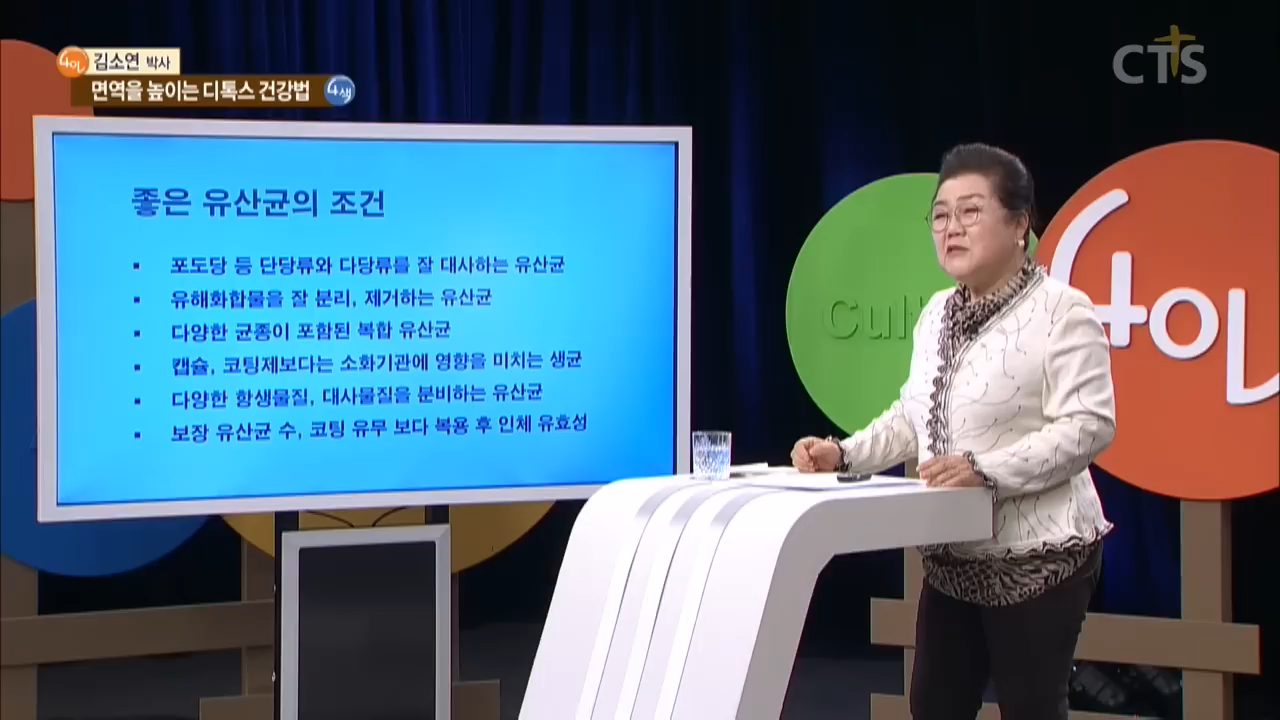 4인
김소연 박사
면역을 높이는 디톡스 건강법
4색
CTS
좋은 유산균의 조건
▪ 포도당 등 단당류와 다당류를 잘 대사하는 유산균
▪ 유해화합물을 잘 분리, 제거하는 유산균
▪ 다양한 균종이 포함된 복합 유산균
▪ 캡슐, 코팅제보다는 소화기관에 영향을 미치는 생균
▪ 다양한 항생물질, 대사물질을 분비하는 유산균
▪ 보장 유산균 수, 코팅 유무 보다 복용 후 인체 유효성
Cul
4인